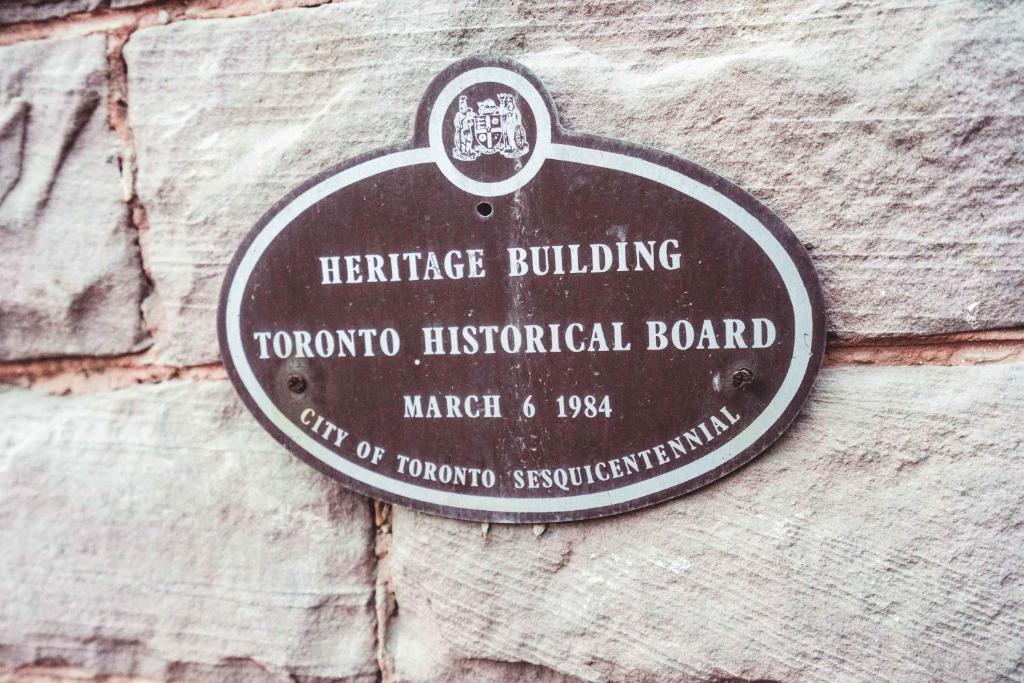 HERITAGE BUILDING
TORONTO HISTORICAL BOARD
MARCH 6 1984
CITY OF TORONTO SESQUICENTENNIAL